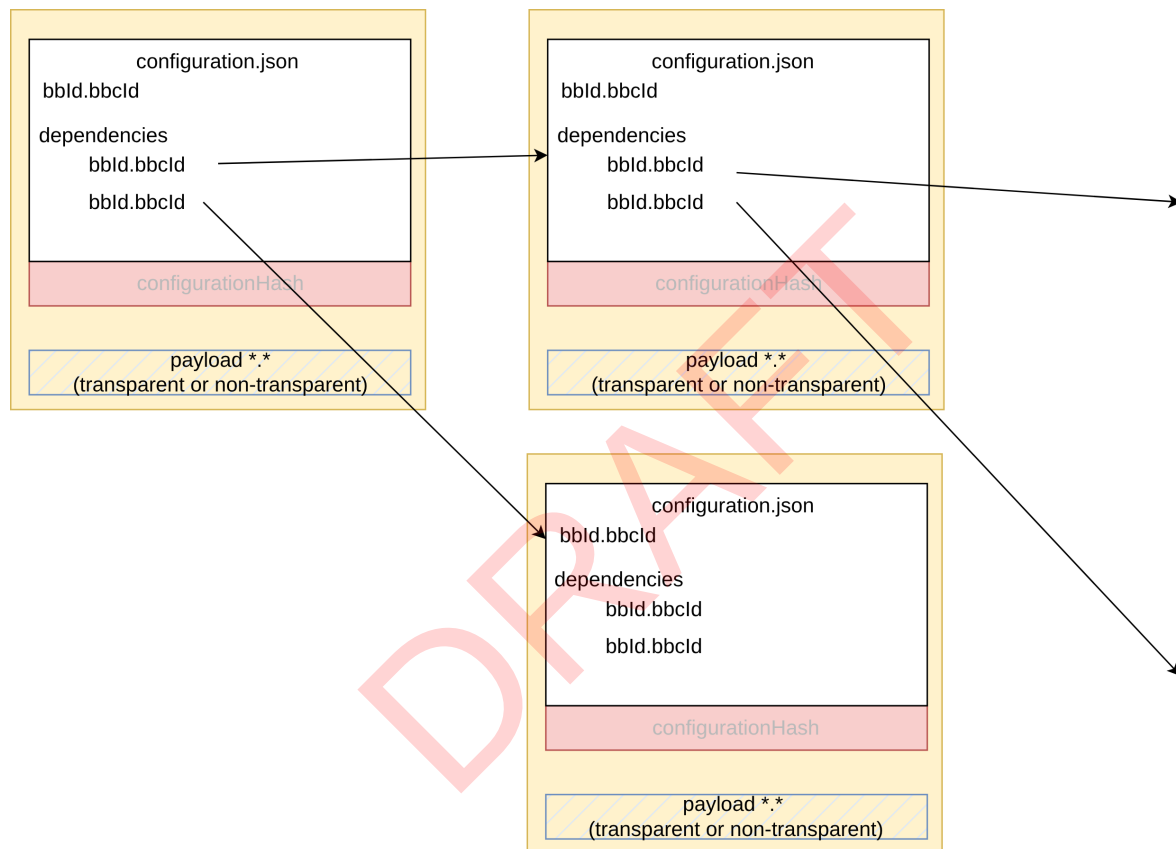 configuration.json
bbId.bbcId
dependencies
bbId.bbcId
bbId.bbcId
configurationHash
payload *.*
(transparent or non-transparent)
configuration.json
bbId.bbcId
dependencies
bbId.bbcId
bbId.bbcId
configurationHash
payload *.*
(transparent or non-transparent)
configuration.json
bbId.bbcId
dependencies
bbId.bbcId
bbId.bbcId
configurationHash
payload *.*
(transparent or non-transparent)
DRAFT